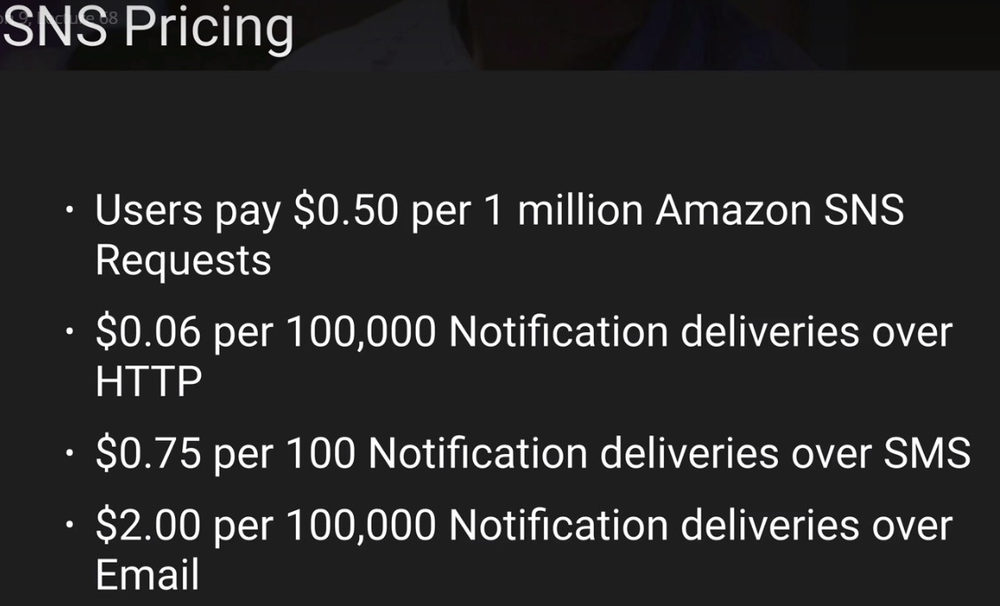 SNS Pricing
• Users pay $0.50 per 1 million Amazon SNS
Requests
• $0.06 per 100,000 Notification deliveries over
HTTP
• $0.75 per 100 Notification deliveries over SMS
• $2.00 per 100,000 Notification deliveries over
Email